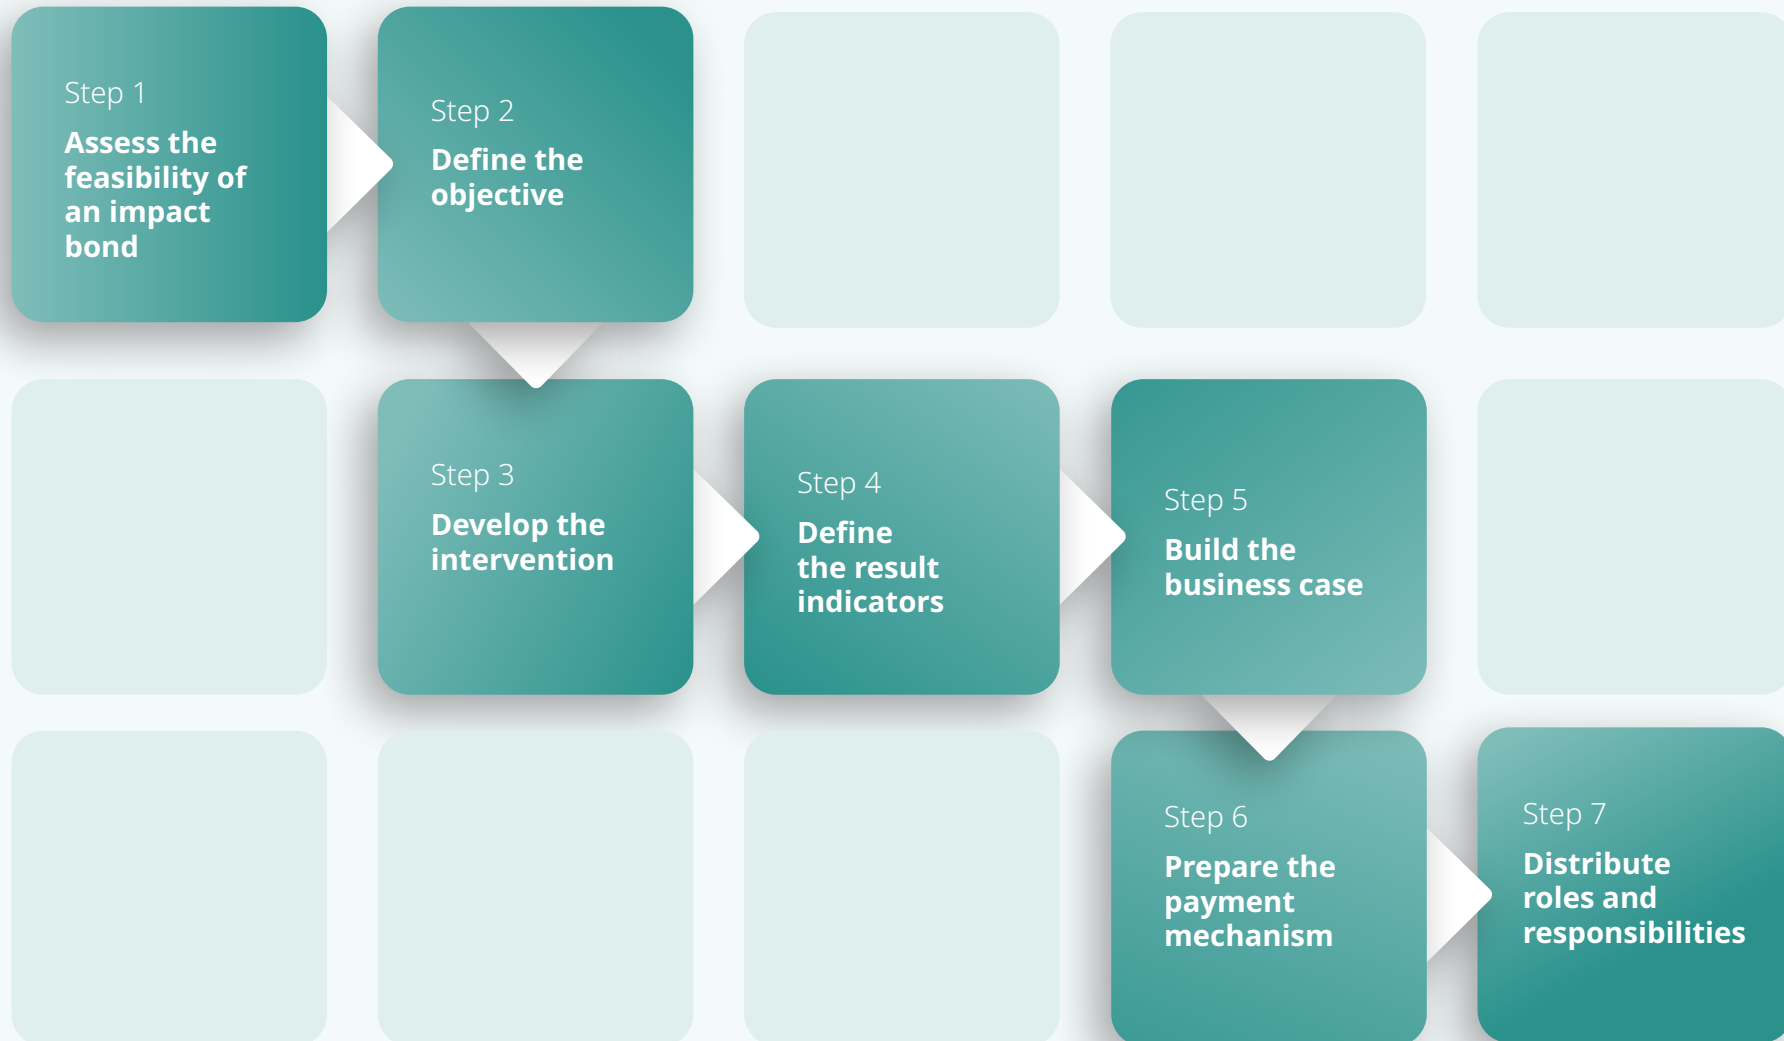 Step 1
Assess the
feasibility of
an impact
bond
Step 2
Define the
objective
Step 3
Develop the
intervention
Step 4
Define
the result
indicators
Step 5
Build the
business case
Step 6
Prepare the
payment
mechanism
Step 7
Distribute
roles and
responsibilities